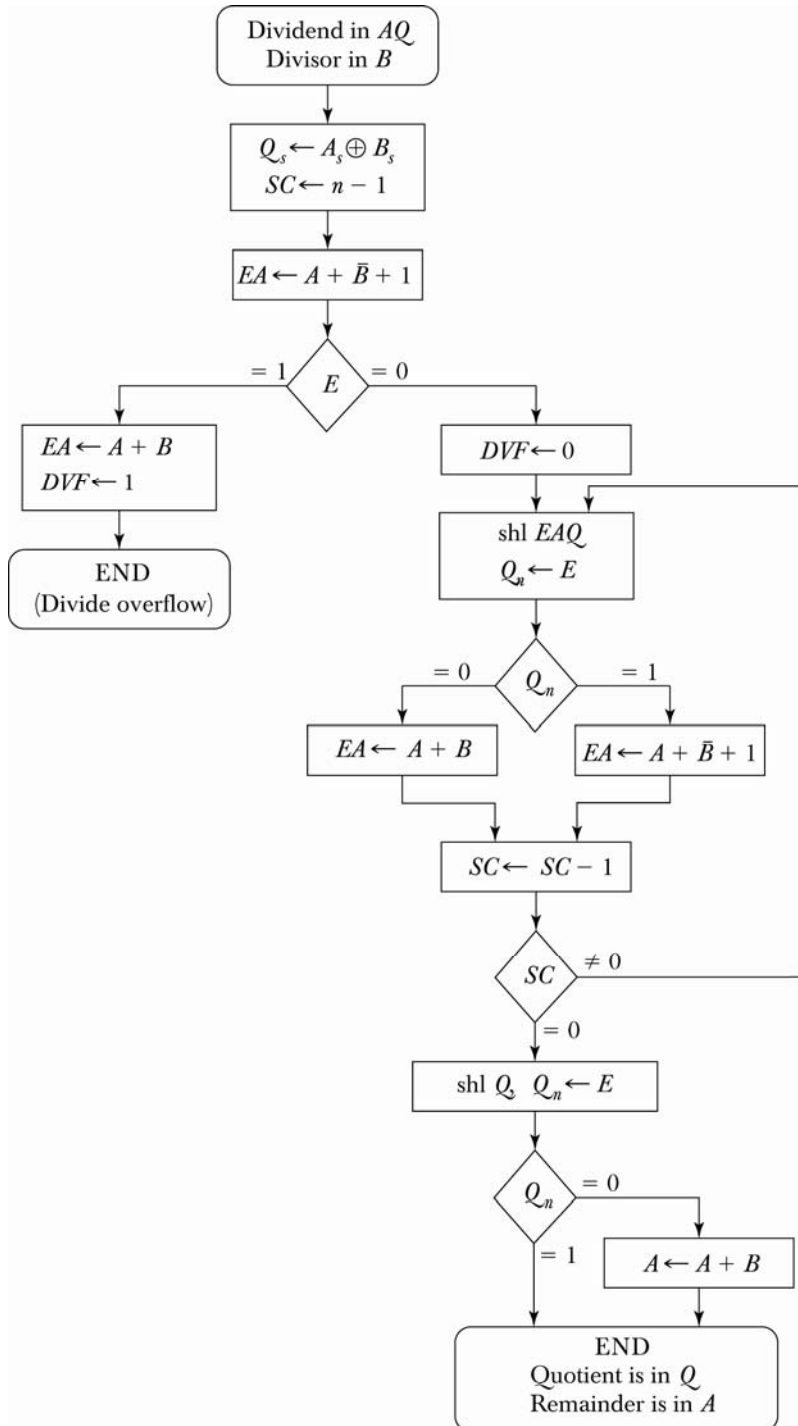 Dividend in AQ
Divisor in B
Qₛ ← Aₛ ⊕ Bₛ
SC ← n − 1
EA ← A + B̄ + 1
E
= 1
= 0
EA ← A + B
DVF ← 1
END
(Divide overflow)
DVF ← 0
shl EAQ
Qₙ ← E
Qₙ
= 0
= 1
EA ← A + B
EA ← A + B̄ + 1
SC ← SC − 1
SC
≠ 0
= 0
shl Q, Qₙ ← E
Qₙ
= 0
= 1
A ← A + B
END
Quotient is in Q
Remainder is in A